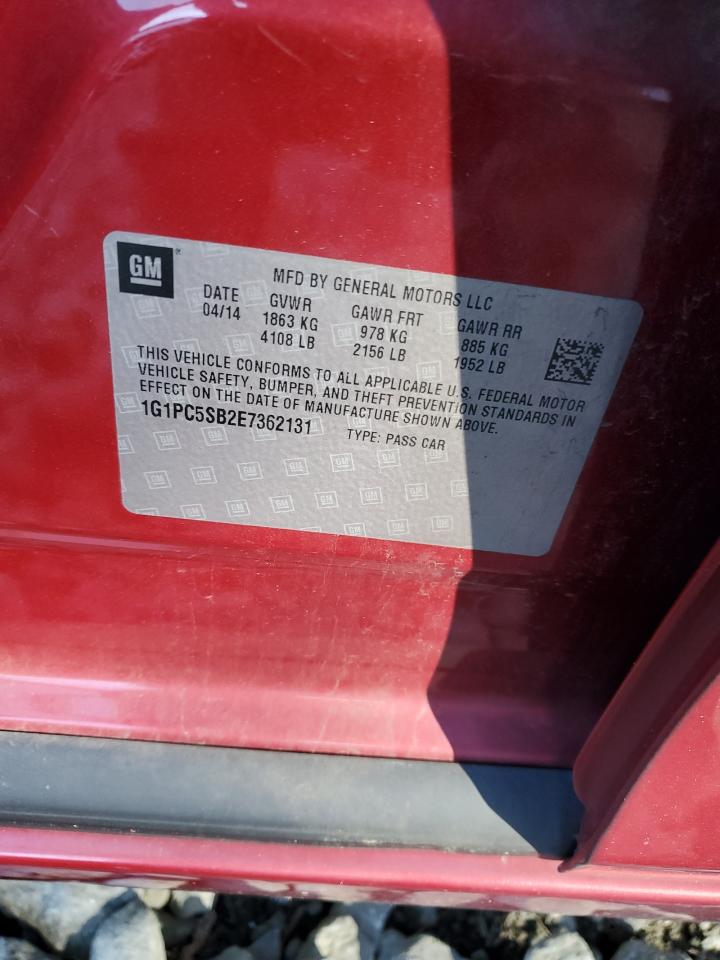 GM
MFD BY GENERAL MOTORS LLC
DATE GVWR GAWR FRT GAWR RR
04/14 1863 KG 978 KG 885 KG
4108 LB 2156 LB 1952 LB
THIS VEHICLE CONFORMS TO ALL APPLICABLE U.S. FEDERAL MOTOR
VEHICLE SAFETY, BUMPER, AND THEFT PREVENTION STANDARDS IN
EFFECT ON THE DATE OF MANUFACTURE SHOWN ABOVE.
1G1PC5SB2E7362131 TYPE: PASS CAR